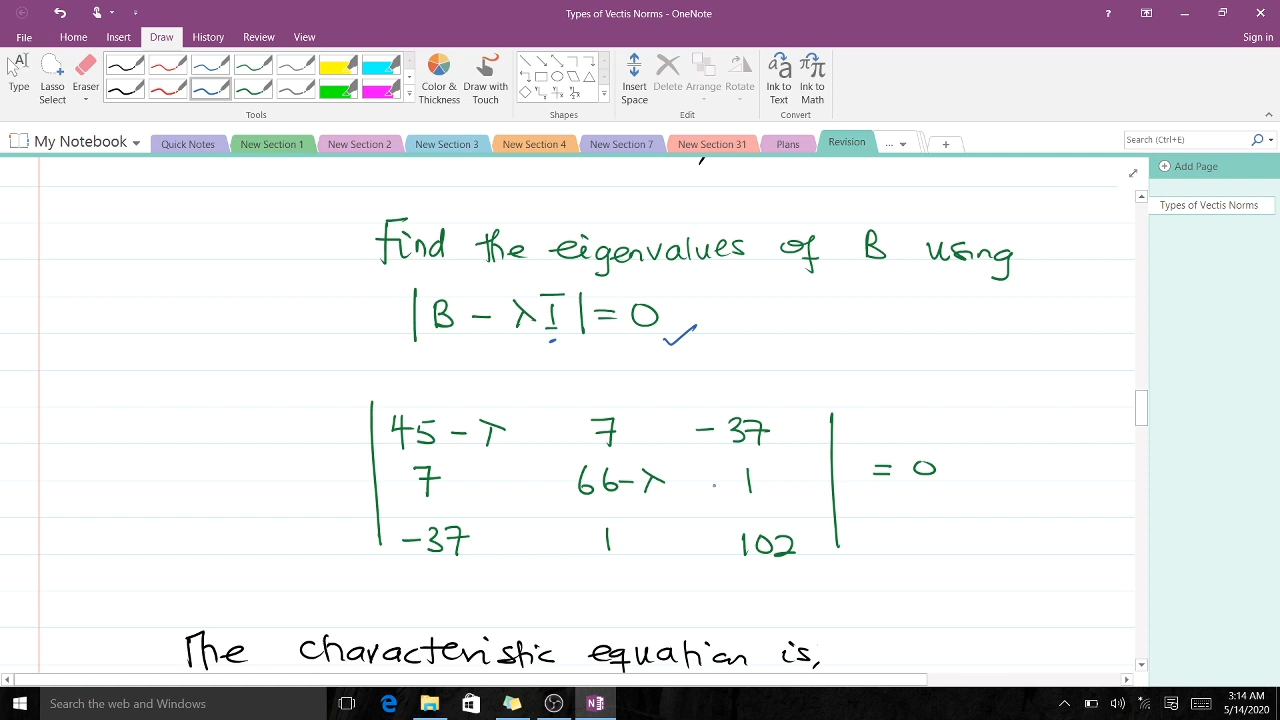 Types of Vectis Norms - OneNote
Sign in
File Home Insert Draw History Review View
Type
Lasso Select
Eraser
Color & Thickness
Draw with Touch
Insert Space
Delete
Arrange
Rotate
Ink to Text
Ink to Math
Tools
Shapes
Edit
Convert
My Notebook
Quick Notes New Section 1 New Section 2 New Section 3 New Section 4 New Section 7 New Section 31 Plans Revision ... +
Search (Ctrl+E)
Add Page
Types of Vectis Norms
Find the eigenvalues of B using
|B - λI| = 0 ✓
45-λ 7 -37
7 66-λ 1 = 0
-37 1 102
The characteristic equation is,
Search the web and Windows
3:14 AM
5/14/2020